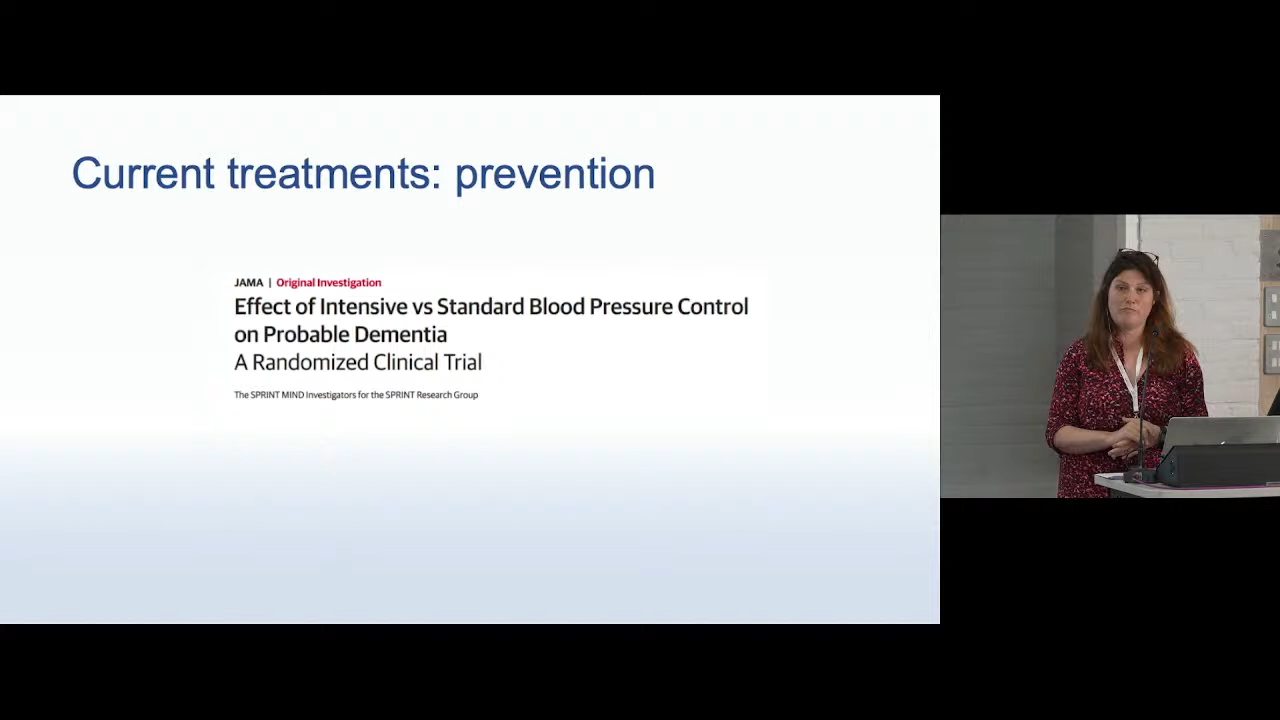 Current treatments: prevention
JAMA | Original Investigation
Effect of Intensive vs Standard Blood Pressure Control
on Probable Dementia
A Randomized Clinical Trial
The SPRINT MIND Investigators for the SPRINT Research Group